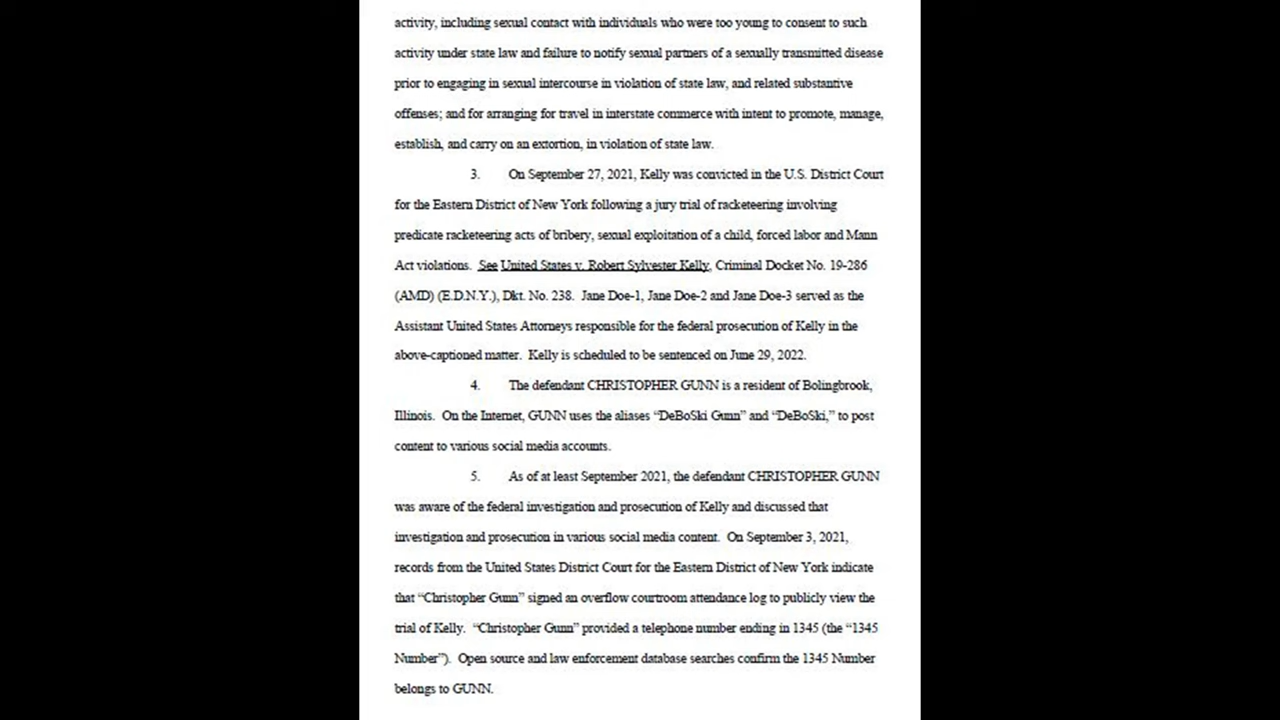 activity, including sexual contact with individuals who were too young to consent to such
activity under state law and failure to notify sexual partners of a sexually transmitted disease
prior to engaging in sexual intercourse in violation of state law, and related substantive
offenses; and for arranging for travel in interstate commerce with intent to promote, manage,
establish, and carry on an extortion, in violation of state law.
3. On September 27, 2021, Kelly was convicted in the U.S. District Court
for the Eastern District of New York following a jury trial of racketeering involving
predicate racketeering acts of bribery, sexual exploitation of a child, forced labor and Mann
Act violations. See United States v. Robert Sylvester Kelly, Criminal Docket No. 19-286
(AMD) (E.D.N.Y.), Dkt. No. 238. Jane Doe-1, Jane Doe-2 and Jane Doe-3 served as the
Assistant United States Attorneys responsible for the federal prosecution of Kelly in the
above-captioned matter. Kelly is scheduled to be sentenced on June 29, 2022.
4. The defendant CHRISTOPHER GUNN is a resident of Bolingbrook,
Illinois. On the Internet, GUNN uses the aliases “DeBoSki Gunn” and “DeBoSki,” to post
content to various social media accounts.
5. As of at least September 2021, the defendant CHRISTOPHER GUNN
was aware of the federal investigation and prosecution of Kelly and discussed that
investigation and prosecution in various social media content. On September 3, 2021,
records from the United States District Court for the Eastern District of New York indicate
that “Christopher Gunn” signed an overflow courtroom attendance log to publicly view the
trial of Kelly. “Christopher Gunn” provided a telephone number ending in 1345 (the “1345
Number”). Open source and law enforcement database searches confirm the 1345 Number
belongs to GUNN.